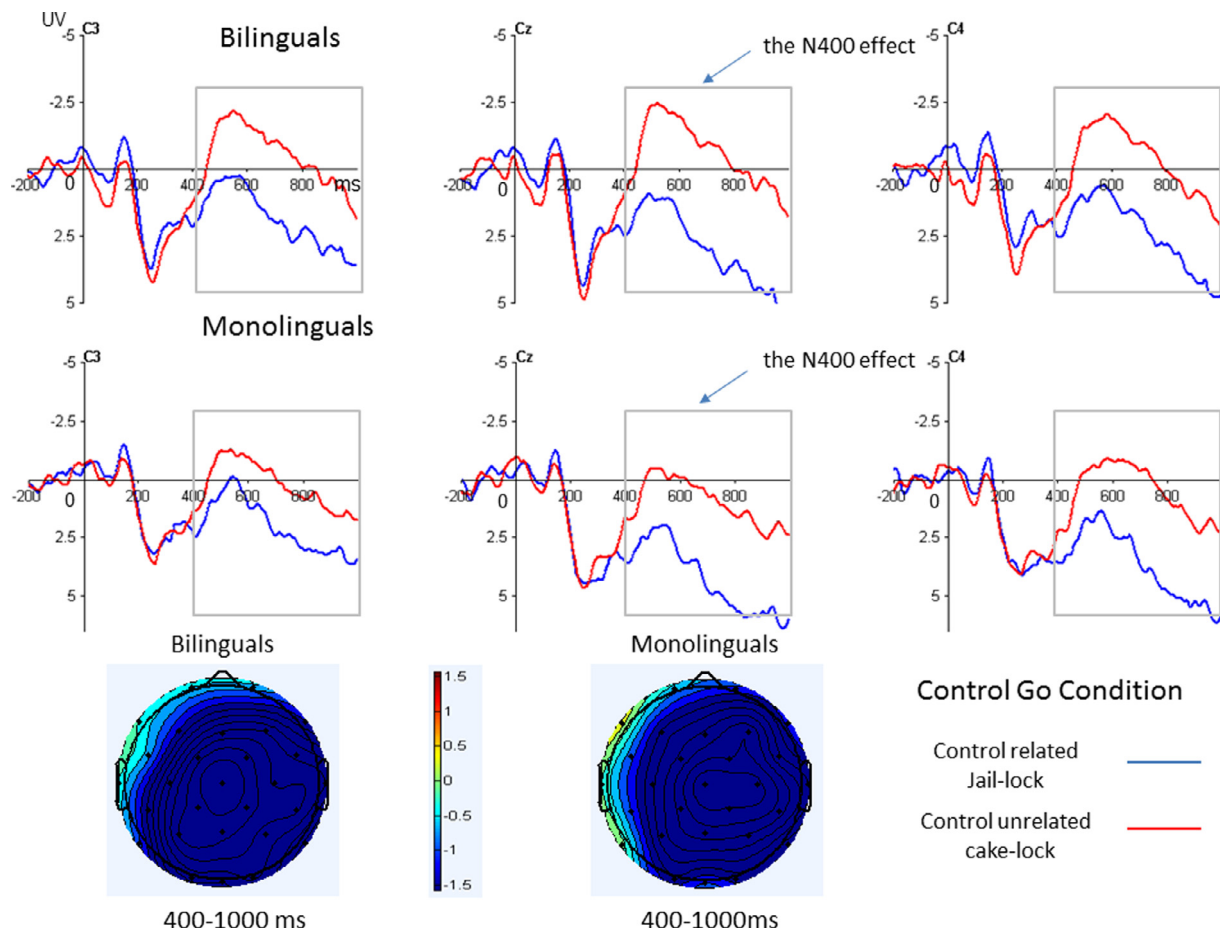 UV
C3
Bilinguals
Cz
the N400 effect
C4
-5
-5
-5
-2.5
-2.5
-2.5
-200 0 200 400 600 ms
-200 0 200 400 600 800
-200 0 200 400 600 800
2.5
2.5
2.5
5
5
5
Monolinguals
C3
Cz
the N400 effect
C4
-5
-5
-5
-2.5
-2.5
-2.5
-200 0 200 400 600 800
-200 0 200 400 600 800
-200 0 200 400 600 800
2.5
2.5
2.5
5
5
5
Bilinguals
Monolinguals
1.5
1
0.5
0
-0.5
-1
-1.5
Control Go Condition
Control related
Jail-lock
Control unrelated
cake-lock
400-1000 ms
400-1000ms